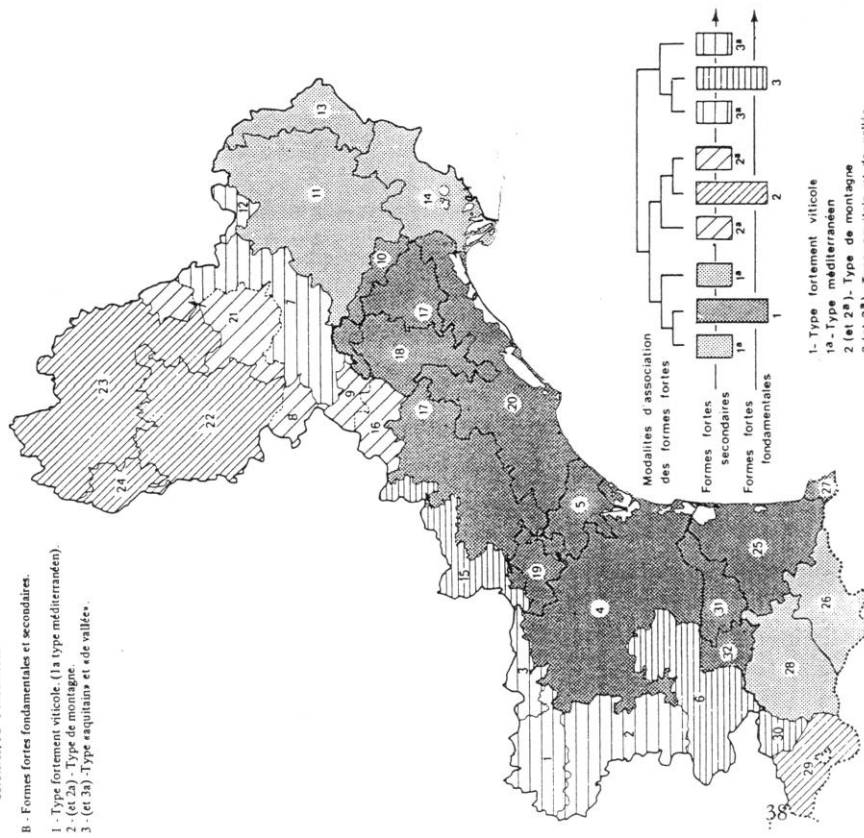 B - Formes fortes fondamentales et secondaires.
1 - Type fortement viticole. (1a type méditerranéen).
2 - (et 2a) - Type de montagne.
3 - (et 3a) -Type «aquitain» et «de vallée».
23
24
22
21
12
13
11
7
8
9
16
14
10
17
18
17
20
15
5
19
3
4
1
2
6
31
32
25
27
26
28
30
29
Modalités d'association
des formes fortes
Formes fortes
secondaires
Formes fortes
fondamentales
1ª
1
1ª
2ª
2
2ª
3ª
3
3ª
1- Type fortement viticole
1ª - Type méditerranéen
2 (et 2ª)- Type de montagne
38